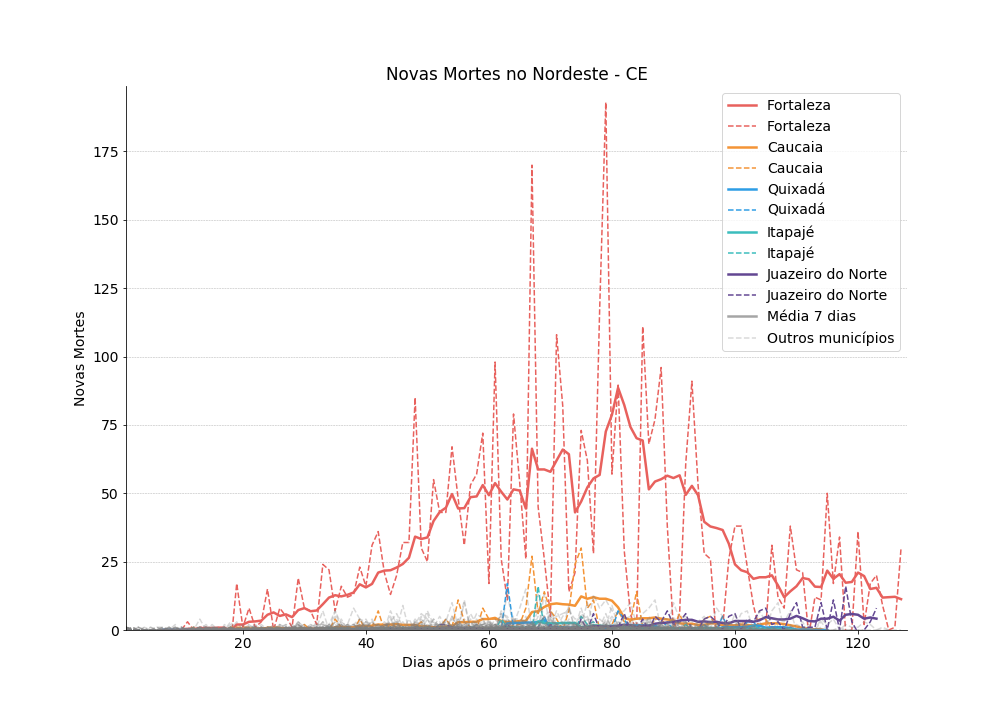 Novas Mortes no Nordeste - CE
Fortaleza
Fortaleza
Caucaia
Caucaia
Quixadá
Quixadá
Itapajé
Itapajé
Juazeiro do Norte
Juazeiro do Norte
Média 7 dias
Outros municípios
Novas Mortes
175
150
125
100
75
50
25
0
20
40
60
80
100
120
Dias após o primeiro confirmado